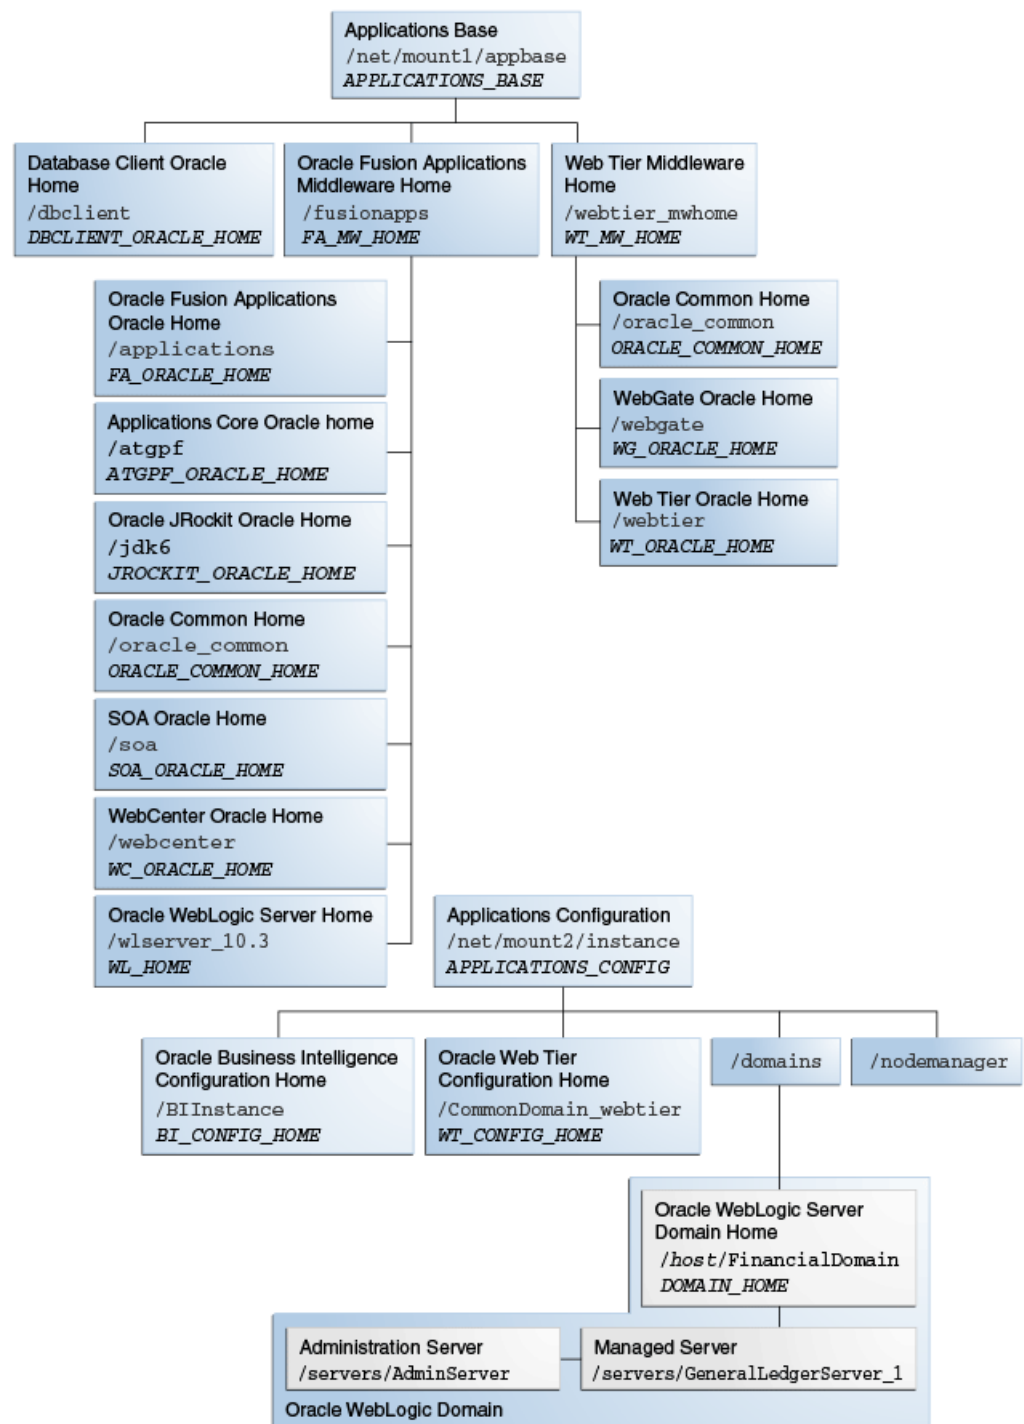 Applications Base
/net/mount1/appbase
APPLICATIONS_BASE
Database Client Oracle
Home
/dbclient
DBCLIENT_ORACLE_HOME
Oracle Fusion Applications
Middleware Home
/fusionapps
FA_MW_HOME
Web Tier Middleware
Home
/webtier_mwhome
WT_MW_HOME
Oracle Fusion Applications
Oracle Home
/applications
FA_ORACLE_HOME
Applications Core Oracle home
/atgpf
ATGPF_ORACLE_HOME
Oracle JRockit Oracle Home
/jdk6
JROCKIT_ORACLE_HOME
Oracle Common Home
/oracle_common
ORACLE_COMMON_HOME
SOA Oracle Home
/soa
SOA_ORACLE_HOME
WebCenter Oracle Home
/webcenter
WC_ORACLE_HOME
Oracle WebLogic Server Home
/wlserver_10.3
WL_HOME
Oracle Common Home
/oracle_common
ORACLE_COMMON_HOME
WebGate Oracle Home
/webgate
WG_ORACLE_HOME
Web Tier Oracle Home
/webtier
WT_ORACLE_HOME
Applications Configuration
/net/mount2/instance
APPLICATIONS_CONFIG
Oracle Business Intelligence
Configuration Home
/BIInstance
BI_CONFIG_HOME
Oracle Web Tier
Configuration Home
/CommonDomain_webtier
WT_CONFIG_HOME
/domains
/nodemanager
Oracle WebLogic Server
Domain Home
/host/FinancialDomain
DOMAIN_HOME
Administration Server
/servers/AdminServer
Managed Server
/servers/GeneralLedgerServer_1
Oracle WebLogic Domain